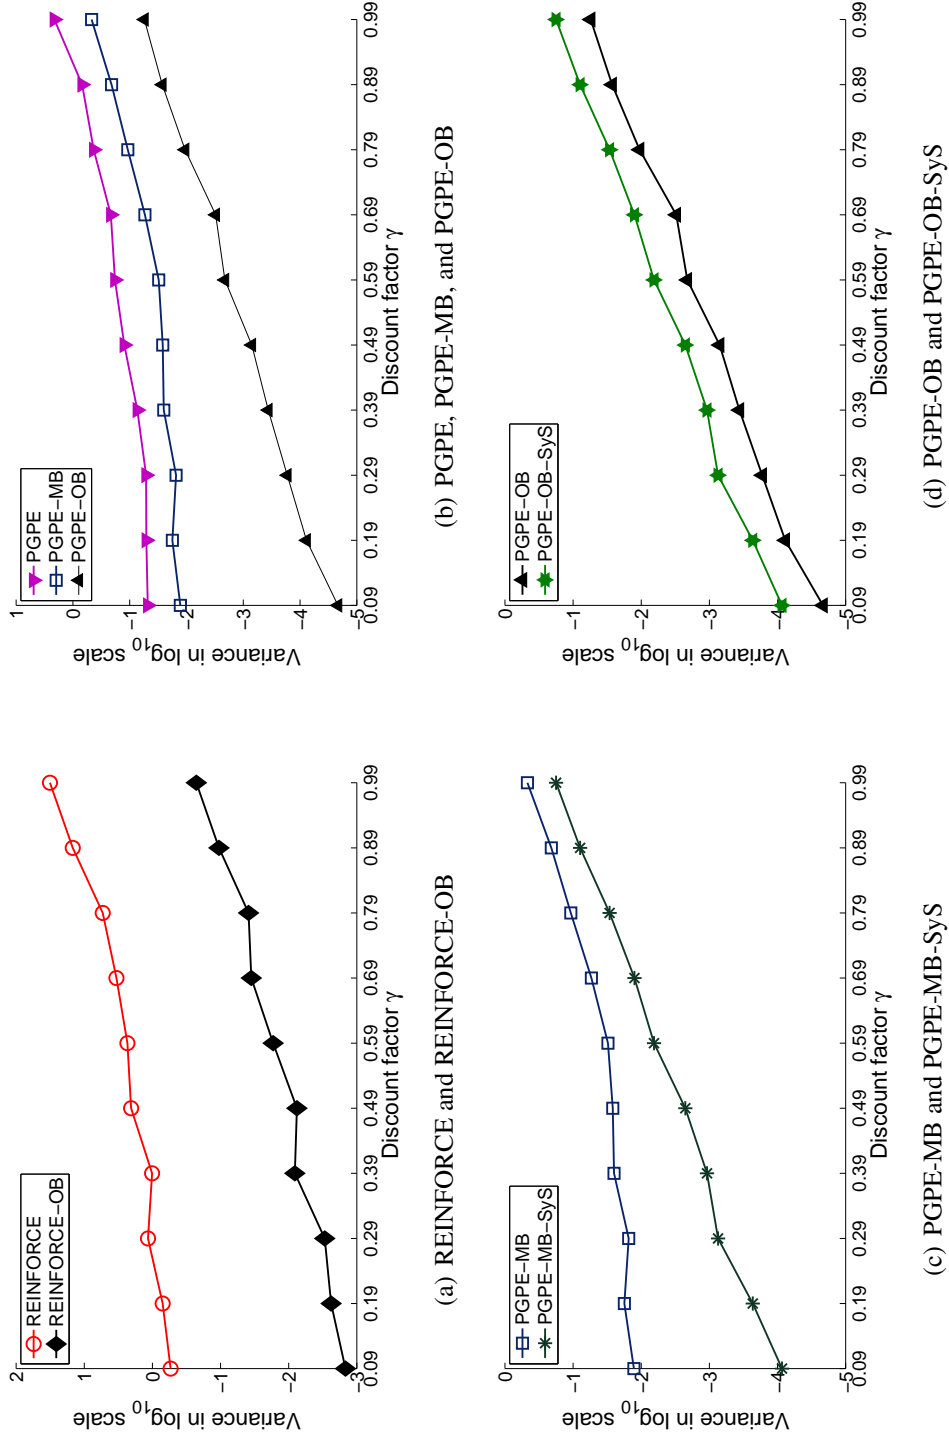 Variance in log₁₀ scale
2
1
0
−1
−2
−3
REINFORCE
REINFORCE−OB
0.09 0.19 0.29 0.39 0.49 0.59 0.69 0.79 0.89 0.99
Discount factor γ
(a) REINFORCE and REINFORCE-OB
Variance in log₁₀ scale
1
0
−1
−2
−3
−4
−5
PGPE
PGPE−MB
PGPE−OB
0.09 0.19 0.29 0.39 0.49 0.59 0.69 0.79 0.89 0.99
Discount factor γ
(b) PGPE, PGPE-MB, and PGPE-OB
Variance in log₁₀ scale
0
−1
−2
−3
−4
−5
PGPE−MB
PGPE−MB−SyS
0.09 0.19 0.29 0.39 0.49 0.59 0.69 0.79 0.89 0.99
Discount factor γ
(c) PGPE-MB and PGPE-MB-SyS
Variance in log₁₀ scale
0
−1
−2
−3
−4
−5
PGPE−OB
PGPE−OB−SyS
0.09 0.19 0.29 0.39 0.49 0.59 0.69 0.79 0.89 0.99
Discount factor γ
(d) PGPE-OB and PGPE-OB-SyS